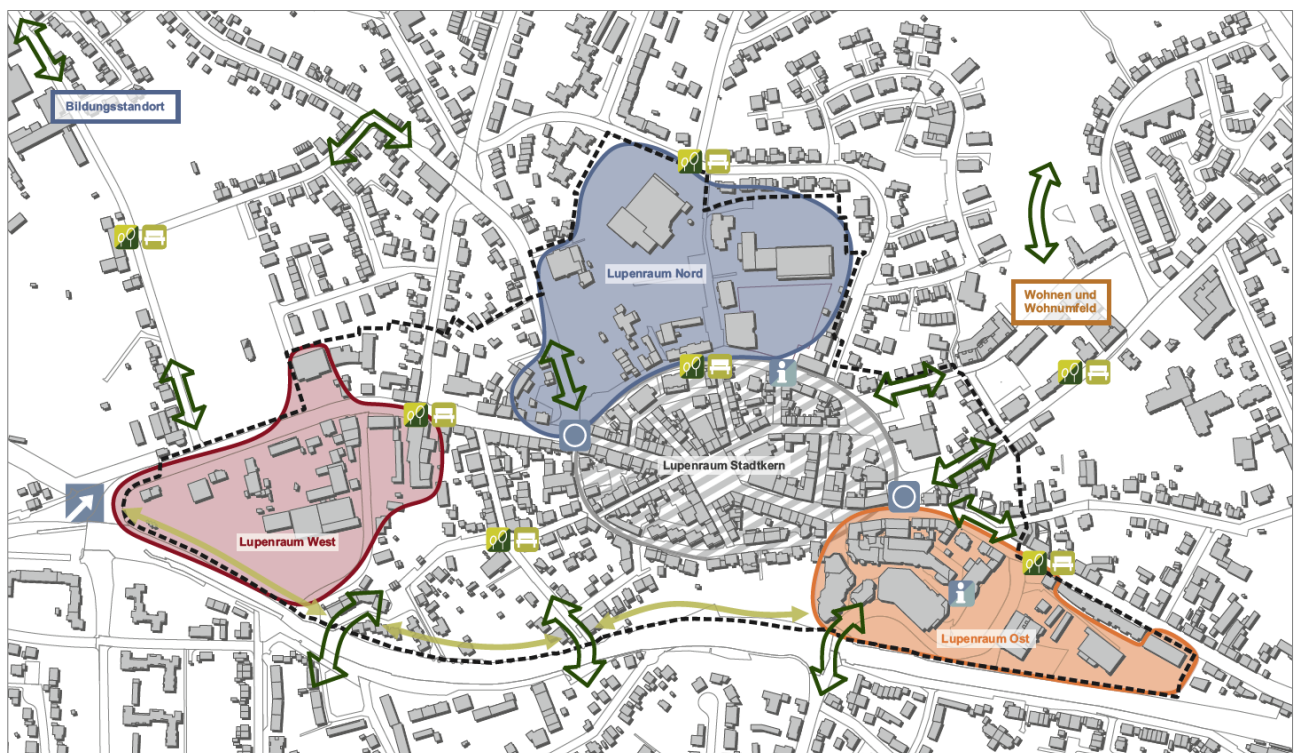 Bildungsstandort
Lupenraum Nord
Wohnen und
Wohnumfeld
Lupenraum Stadtkern
Lupenraum West
Lupenraum Ost
i
i